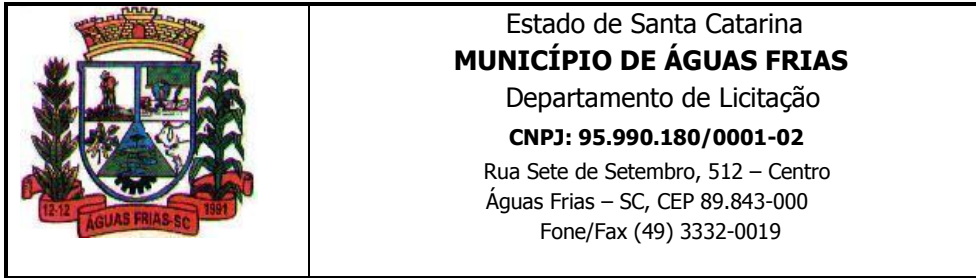 12-12
ÁGUAS FRIAS-SC
1991
Estado de Santa Catarina
MUNICÍPIO DE ÁGUAS FRIAS
Departamento de Licitação
CNPJ: 95.990.180/0001-02
Rua Sete de Setembro, 512 – Centro
Águas Frias – SC, CEP 89.843-000
Fone/Fax (49) 3332-0019